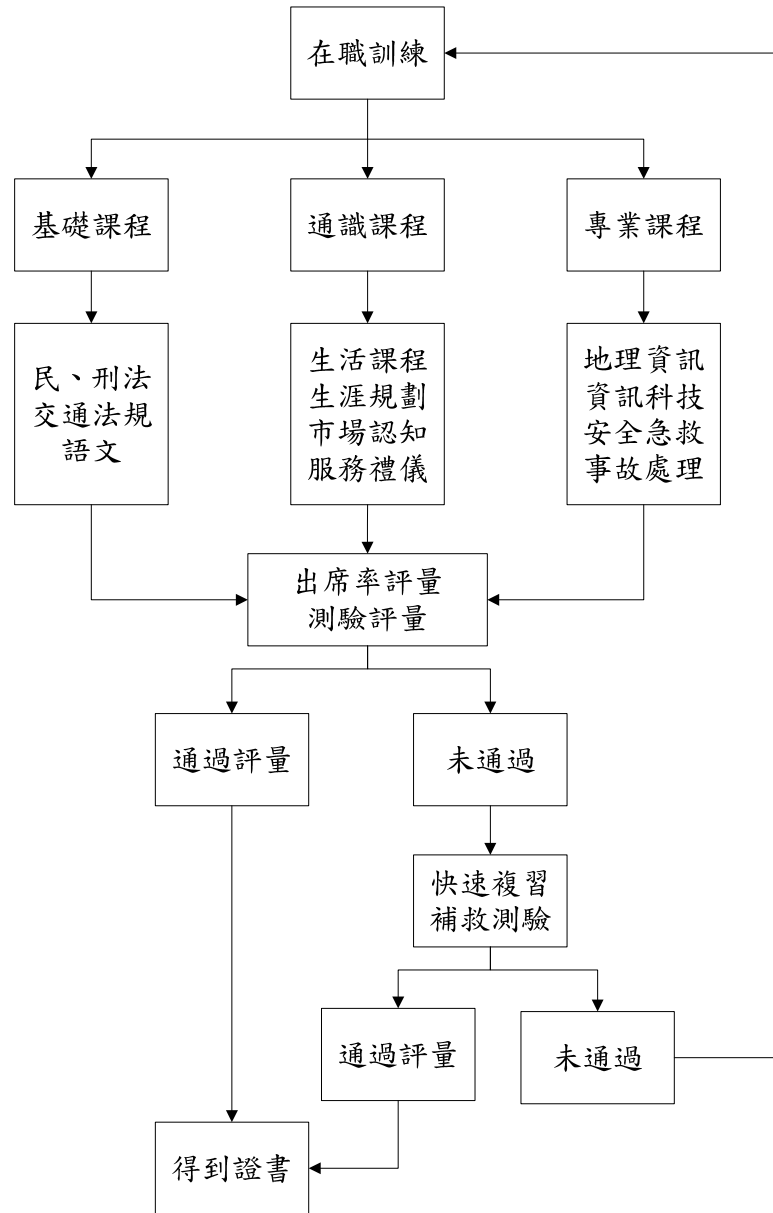 在職訓練
基礎課程
通識課程
專業課程
民、刑法
交通法規
語文
生活課程
生涯規劃
市場認知
服務禮儀
地理資訊
資訊科技
安全急救
事故處理
出席率評量
測驗評量
通過評量
未通過
快速複習
補救測驗
通過評量
未通過
得到證書